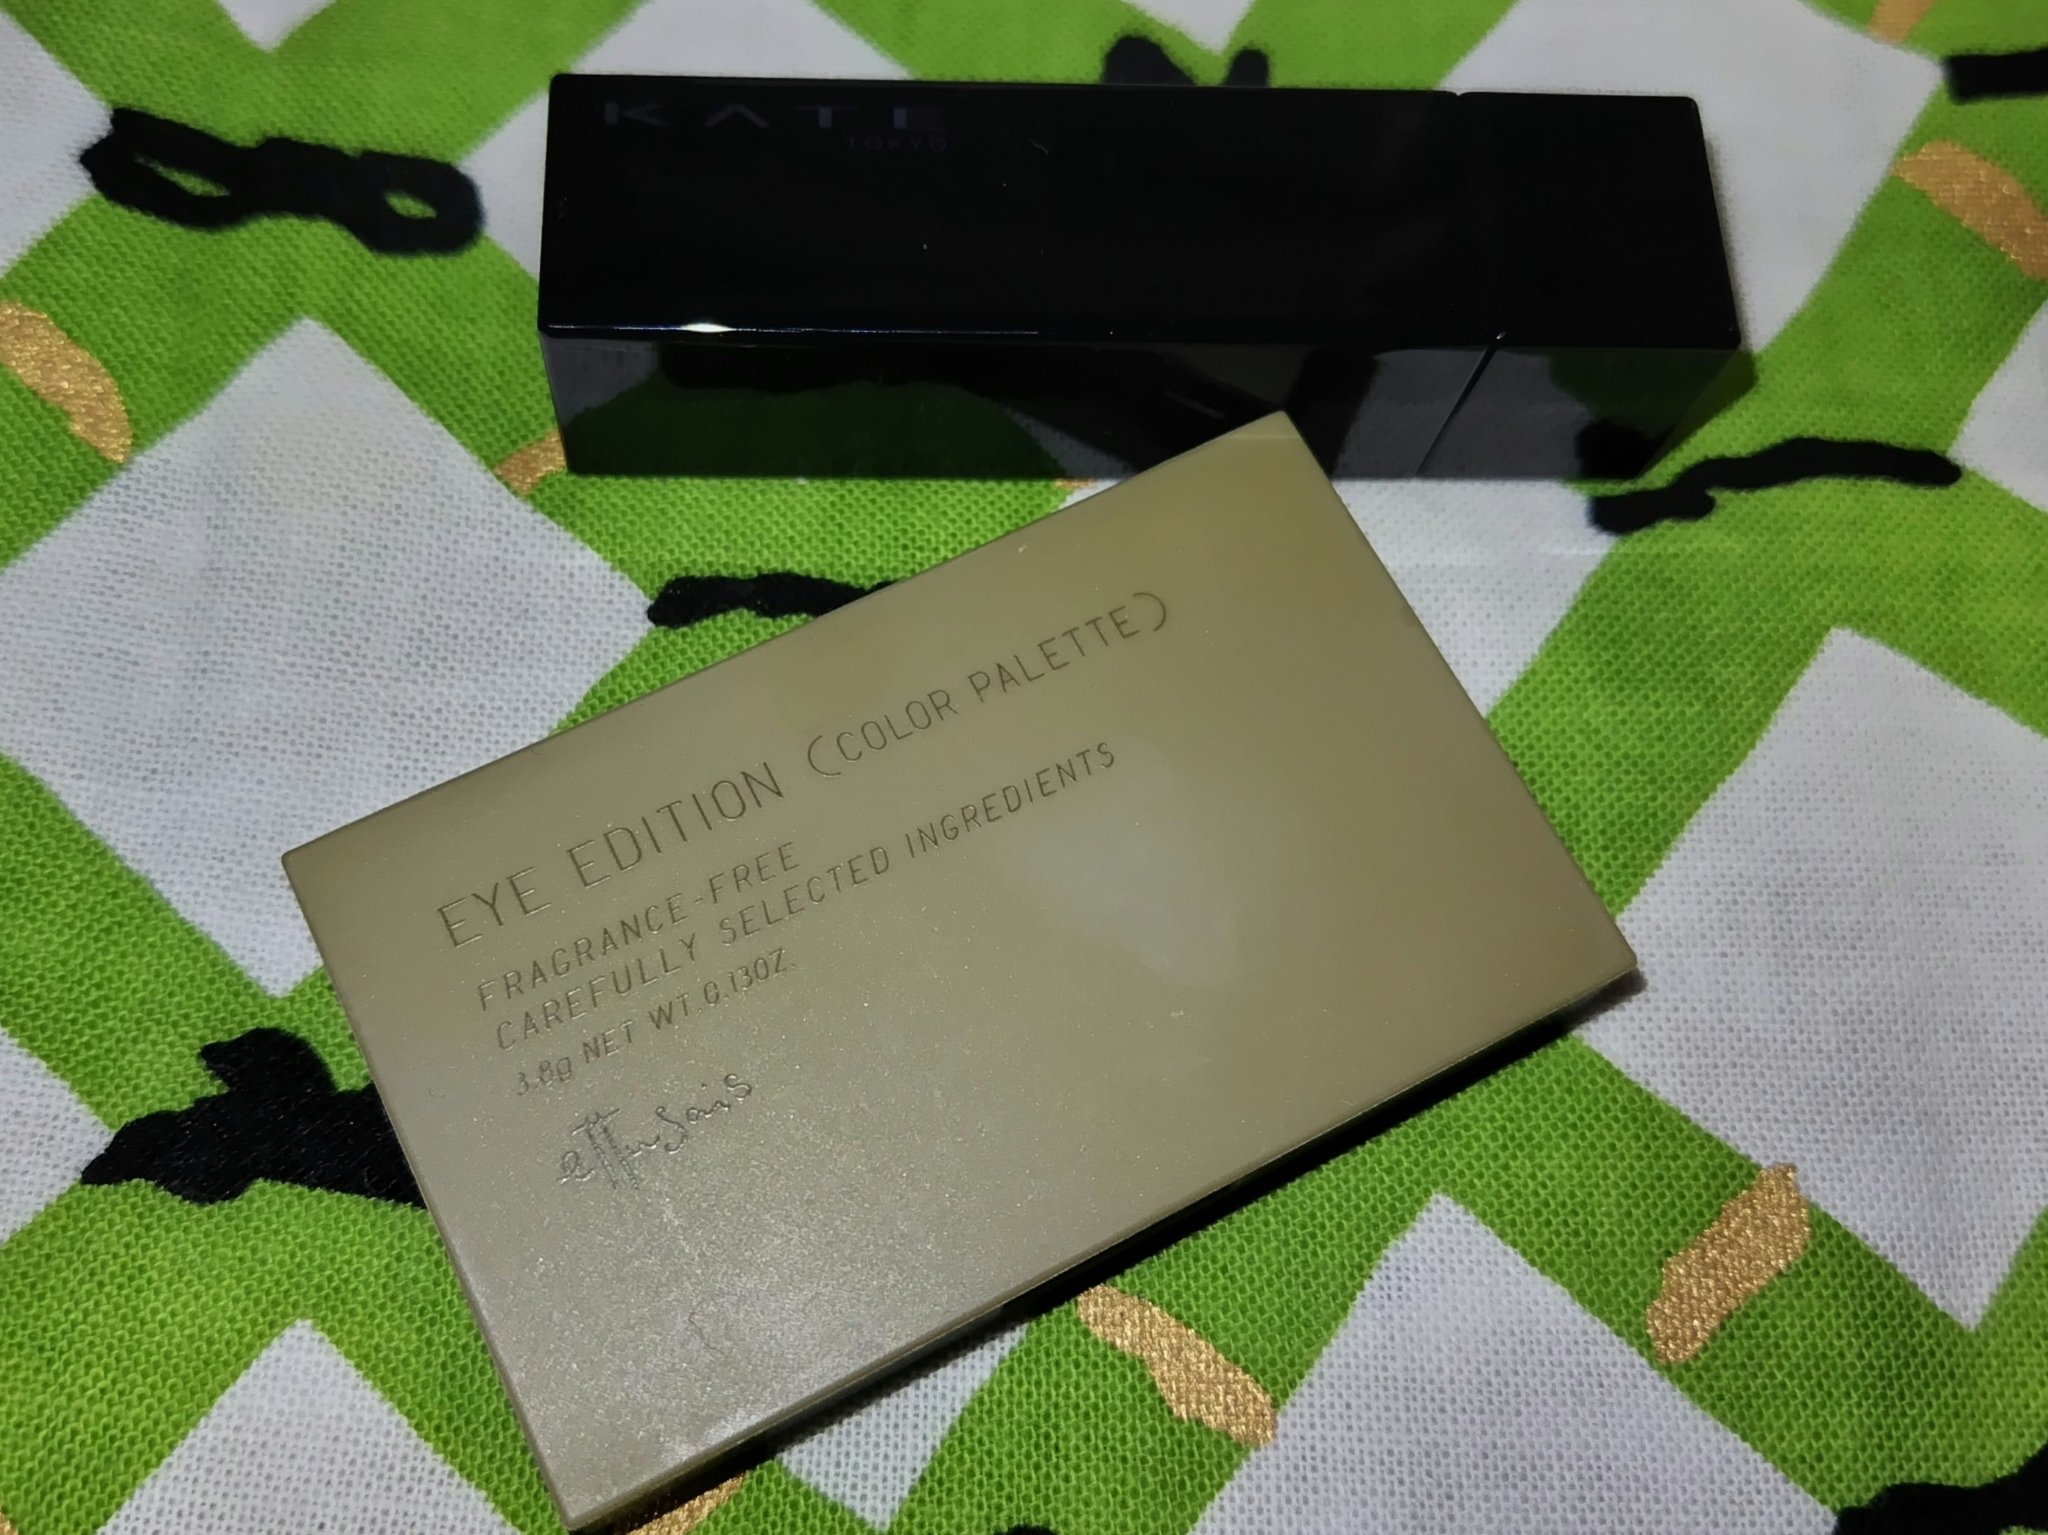 KATE
TOKYO
EYE EDITION (COLOR PALETTE)
FRAGRANCE-FREE
CAREFULLY SELECTED INGREDIENTS
3.8g NET WT. 0.13OZ.
ettusais